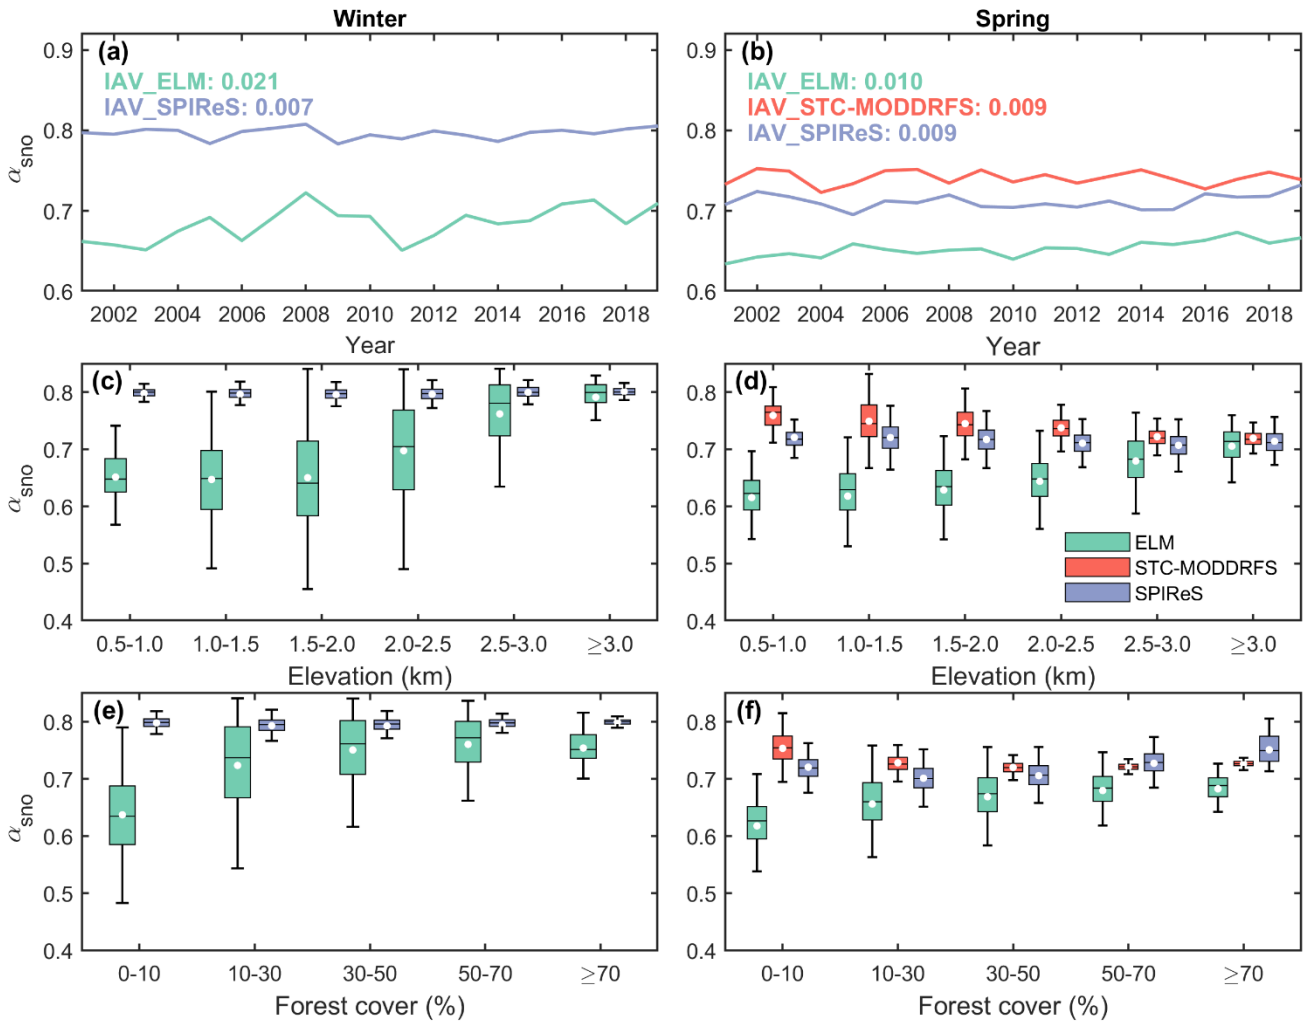 Winter
(a)
IAV_ELM: 0.021
IAV_SPIReS: 0.007
0.9
0.8
0.7
0.6
α_sno
2002 2004 2006 2008 2010 2012 2014 2016 2018
Year
Spring
(b)
IAV_ELM: 0.010
IAV_STC-MODDRFS: 0.009
IAV_SPIReS: 0.009
0.9
0.8
0.7
0.6
2002 2004 2006 2008 2010 2012 2014 2016 2018
Year
(c)
0.8
0.7
0.6
0.5
0.4
α_sno
0.5-1.0 1.0-1.5 1.5-2.0 2.0-2.5 2.5-3.0 ≥3.0
Elevation (km)
(d)
0.8
0.7
0.6
0.5
0.4
ELM
STC-MODDRFS
SPIReS
0.5-1.0 1.0-1.5 1.5-2.0 2.0-2.5 2.5-3.0 ≥3.0
Elevation (km)
(e)
0.8
0.7
0.6
0.5
0.4
α_sno
0-10 10-30 30-50 50-70 ≥70
Forest cover (%)
(f)
0.8
0.7
0.6
0.5
0.4
0-10 10-30 30-50 50-70 ≥70
Forest cover (%)